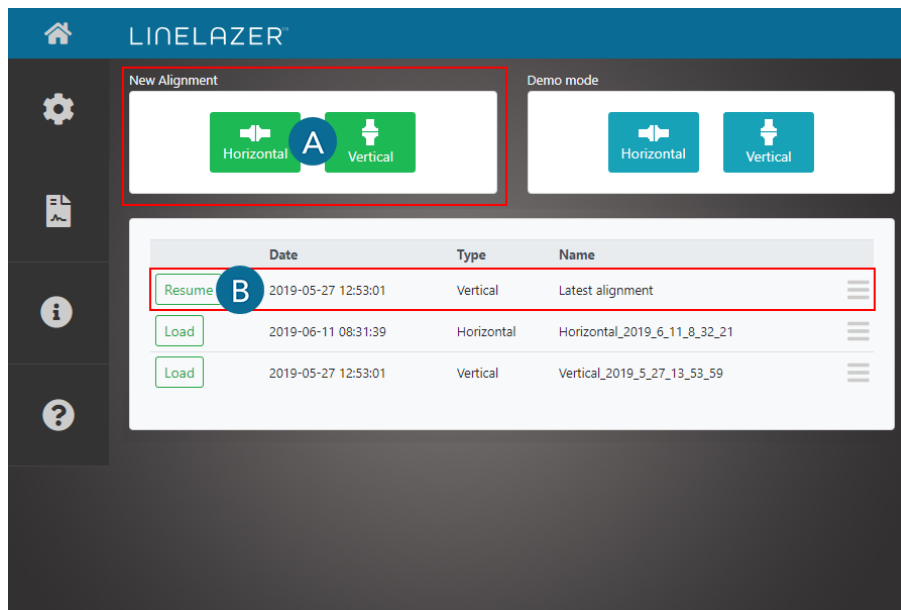 LINELAZER™
New Alignment
Demo mode
Horizontal A Vertical
Horizontal Vertical
Date Type Name
Resume B 2019-05-27 12:53:01 Vertical Latest alignment
Load 2019-06-11 08:31:39 Horizontal Horizontal_2019_6_11_8_32_21
Load 2019-05-27 12:53:01 Vertical Vertical_2019_5_27_13_53_59